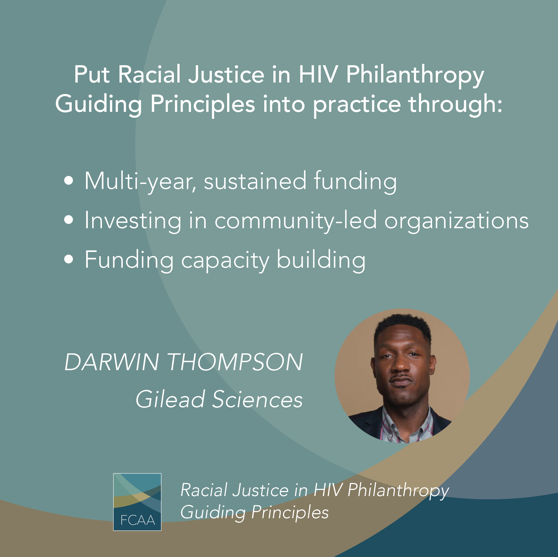 Put Racial Justice in HIV Philanthropy
Guiding Principles into practice through:
• Multi-year, sustained funding
• Investing in community-led organizations
• Funding capacity building
DARWIN THOMPSON
Gilead Sciences
FCAA
Racial Justice in HIV Philanthropy
Guiding Principles